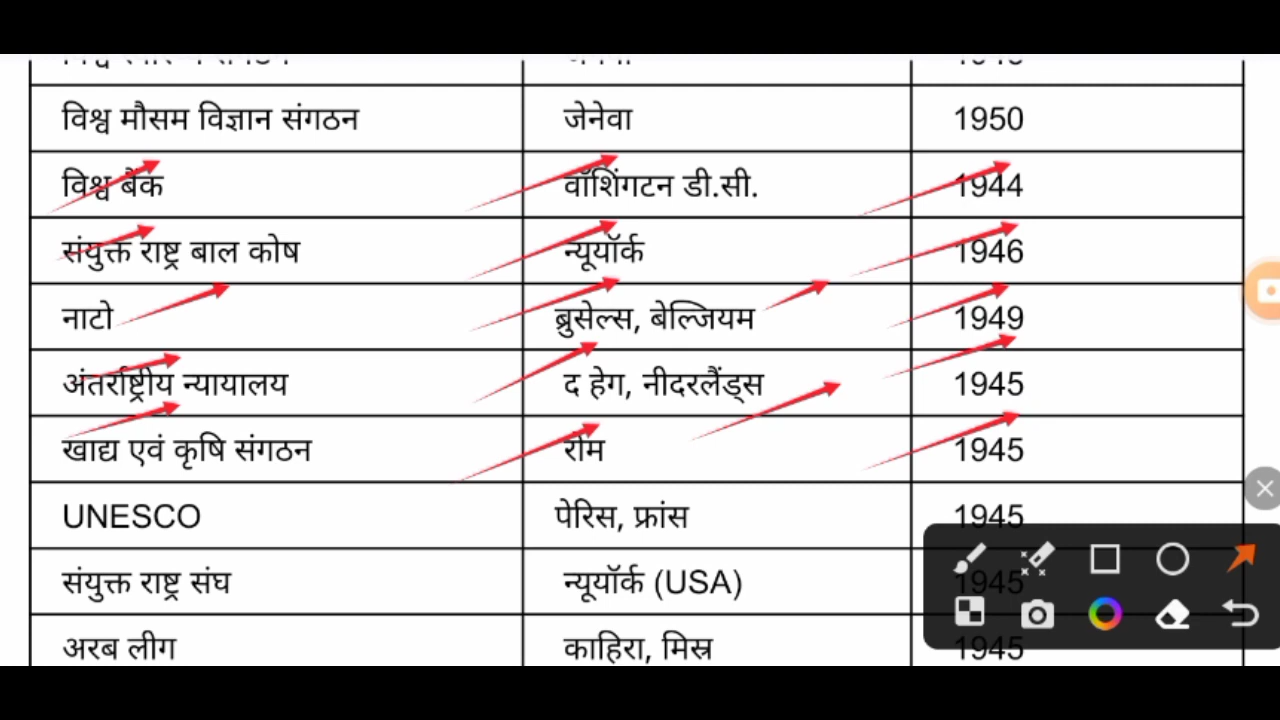 विश्व मौसम विज्ञान संगठन जेनेवा 1950
विश्व बैंक वॉशिंगटन डी.सी. 1944
संयुक्त राष्ट्र बाल कोष न्यूयॉर्क 1946
नाटो ब्रुसेल्स, बेल्जियम 1949
अंतर्राष्ट्रीय न्यायालय द हेग, नीदरलैंड्स 1945
खाद्य एवं कृषि संगठन रोम 1945
UNESCO पेरिस, फ्रांस 1945
संयुक्त राष्ट्र संघ न्यूयॉर्क (USA) 1945
अरब लीग काहिरा, मिस्र 1945